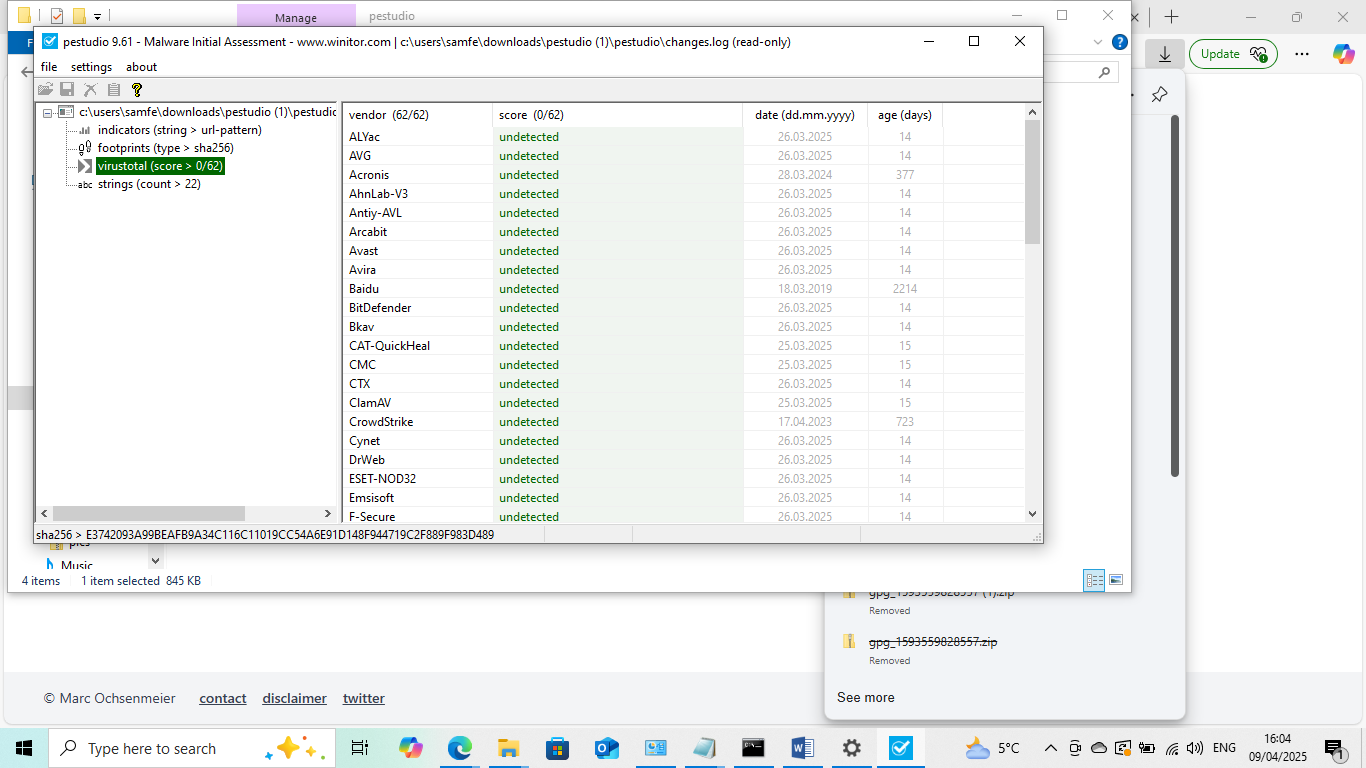 Manage
pestudio
Update
F
pestudio 9.61 - Malware Initial Assessment - www.winitor.com | c:\users\samfe\downloads\pestudio (1)\pestudio\changes.log (read-only)
file settings about
c:\users\samfe\downloads\pestudio (1)\pestudic
indicators (string > url-pattern)
footprints (type > sha256)
virustotal (score > 0/62)
abc strings (count > 22)
vendor (62/62) score (0/62) date (dd.mm.yyyy) age (days)
ALYac undetected 26.03.2025 14
AVG undetected 26.03.2025 14
Acronis undetected 28.03.2024 377
AhnLab-V3 undetected 26.03.2025 14
Antiy-AVL undetected 26.03.2025 14
Arcabit undetected 26.03.2025 14
Avast undetected 26.03.2025 14
Avira undetected 26.03.2025 14
Baidu undetected 18.03.2019 2214
BitDefender undetected 26.03.2025 14
Bkav undetected 26.03.2025 14
CAT-QuickHeal undetected 25.03.2025 15
CMC undetected 25.03.2025 15
CTX undetected 26.03.2025 14
ClamAV undetected 25.03.2025 15
CrowdStrike undetected 17.04.2023 723
Cynet undetected 26.03.2025 14
DrWeb undetected 26.03.2025 14
ESET-NOD32 undetected 26.03.2025 14
Emsisoft undetected 26.03.2025 14
F-Secure undetected 26.03.2025 14
sha256 > E3742093A99BEAFB9A34C116C11019CC54A6E91D148F944719C2F889F983D489
pics
Music
4 items 1 item selected 845 KB
gpg_1593559828557 (1).zip
Removed
gpg_1593559828557.zip
Removed
See more
© Marc Ochsenmeier contact disclaimer twitter
Type here to search
5°C
ENG
16:04
09/04/2025
1